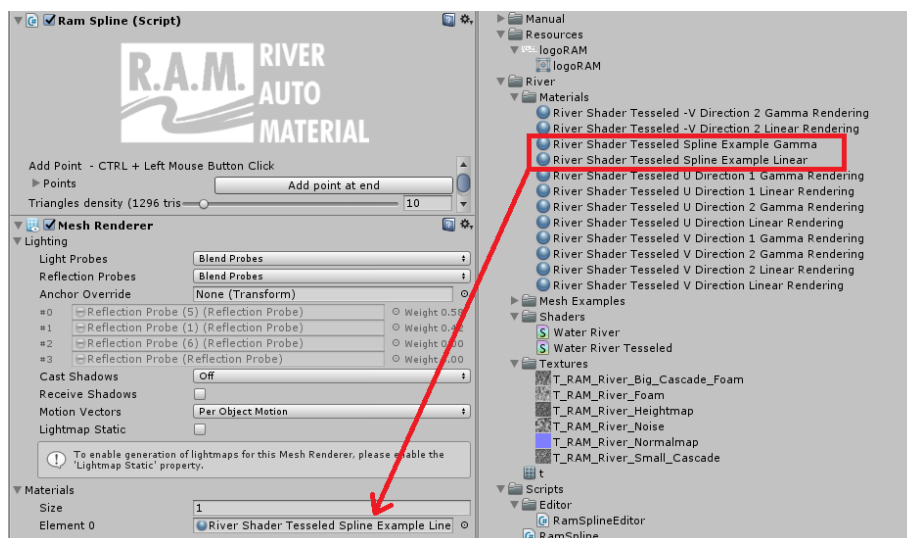 Ram Spline (Script)
R.A.M. RIVER
AUTO
MATERIAL
Add Point - CTRL + Left Mouse Button Click
Points
Add point at end
Triangles density (1296 tris
10
Mesh Renderer
Lighting
Light Probes
Blend Probes
Reflection Probes
Blend Probes
Anchor Override
None (Transform)
#0 Reflection Probe (5) (Reflection Probe) Weight 0.58
#1 Reflection Probe (1) (Reflection Probe) Weight 0.42
#2 Reflection Probe (6) (Reflection Probe) Weight 0.00
#3 Reflection Probe (Reflection Probe) Weight 0.00
Cast Shadows
Off
Receive Shadows
Motion Vectors
Per Object Motion
Lightmap Static
To enable generation of lightmaps for this Mesh Renderer, please enable the
'Lightmap Static' property.
Materials
Size
1
Element 0
River Shader Tesseled Spline Example Line
Manual
Resources
logoRAM
logoRAM
River
Materials
River Shader Tesseled -V Direction 2 Gamma Rendering
River Shader Tesseled -V Direction 2 Linear Rendering
River Shader Tesseled Spline Example Gamma
River Shader Tesseled Spline Example Linear
River Shader Tesseled U Direction 1 Gamma Rendering
River Shader Tesseled U Direction 1 Linear Rendering
River Shader Tesseled U Direction 2 Gamma Rendering
River Shader Tesseled U Direction Linear Rendering
River Shader Tesseled V Direction 1 Gamma Rendering
River Shader Tesseled V Direction 2 Gamma Rendering
River Shader Tesseled V Direction 2 Linear Rendering
River Shader Tesseled V Direction Linear Rendering
Mesh Examples
Shaders
Water River
Water River Tesseled
Textures
T_RAM_River_Big_Cascade_Foam
T_RAM_River_Foam
T_RAM_River_Heightmap
T_RAM_River_Noise
T_RAM_River_Normalmap
T_RAM_River_Small_Cascade
t
Scripts
Editor
RamSplineEditor
RamSpline